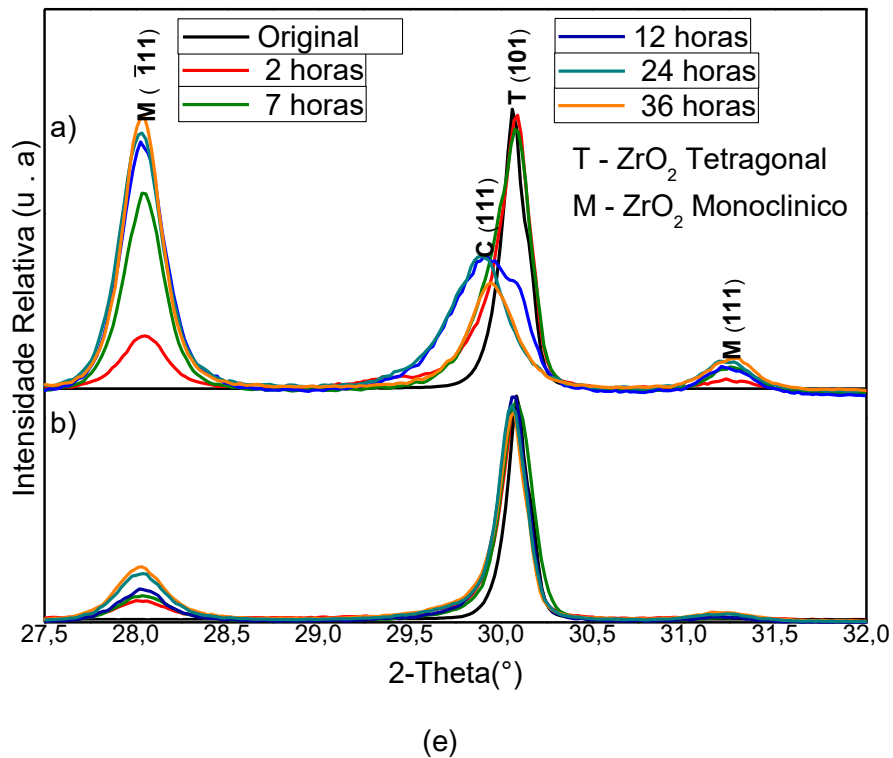 Original
2 horas
7 horas
12 horas
24 horas
36 horas
M ( 1̅11)
T (101)
C (111)
M (111)
a)
T - ZrO₂ Tetragonal
M - ZrO₂ Monoclinico
b)
Intensidade Relativa (u . a)
27,5 28,0 28,5 29,0 29,5 30,0 30,5 31,0 31,5 32,0
2-Theta(°)
(e)